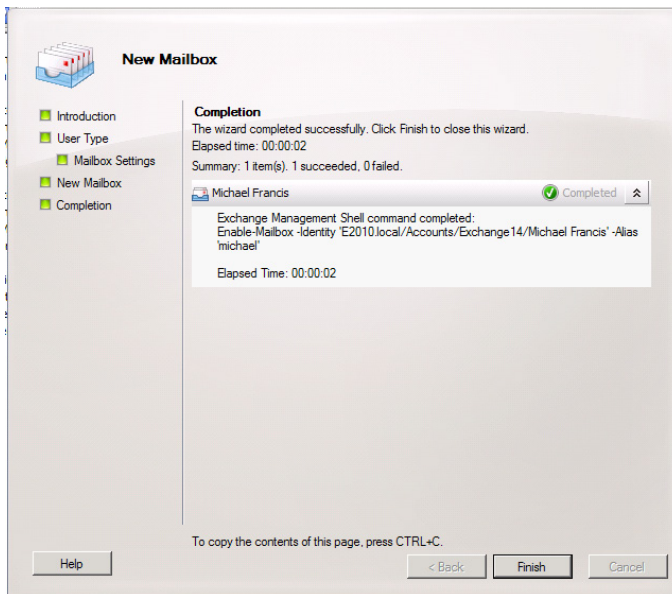 New Mailbox
Introduction
User Type
Mailbox Settings
New Mailbox
Completion
Completion
The wizard completed successfully. Click Finish to close this wizard.
Elapsed time: 00:00:02
Summary: 1 item(s). 1 succeeded, 0 failed.
Michael Francis
Completed
Exchange Management Shell command completed:
Enable-Mailbox -Identity 'E2010.local/Accounts/Exchange14/Michael Francis' -Alias
'michael'
Elapsed Time: 00:00:02
To copy the contents of this page, press CTRL+C.
Help
< Back
Finish
Cancel